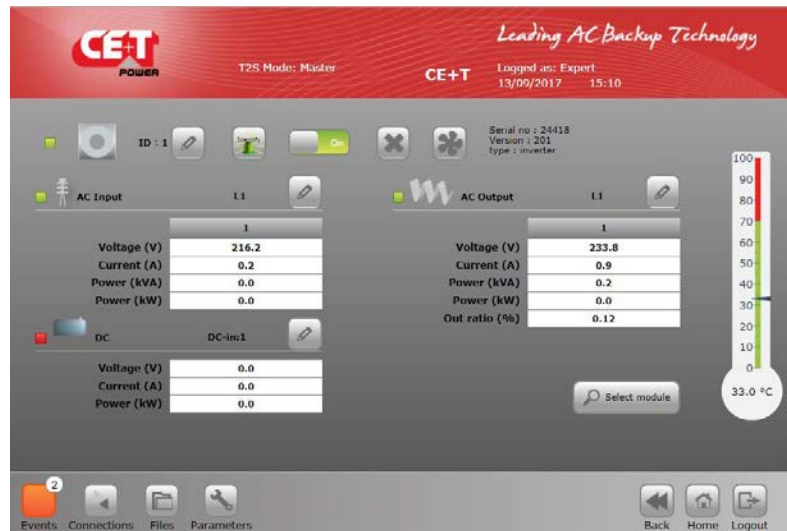 CE+T
POWER
Leading AC Backup Technology
T2S Mode: Master
CE+T
Logged as: Expert
13/09/2017 15:10
ID : 1
On
Serial no : 24418
Version : 201
type : inverter
AC Input L1
1
Voltage (V) 216.2
Current (A) 0.2
Power (kVA) 0.0
Power (kW) 0.0
DC DC-in:1
Voltage (V) 0.0
Current (A) 0.0
Power (kW) 0.0
AC Output L1
1
Voltage (V) 233.8
Current (A) 0.9
Power (kVA) 0.2
Power (kW) 0.0
Out ratio (%) 0.12
Select module
100
90
80
70
60
50
40
30
20
10
0
33.0 °C
2
Events Connections Files Parameters
Back Home Logout